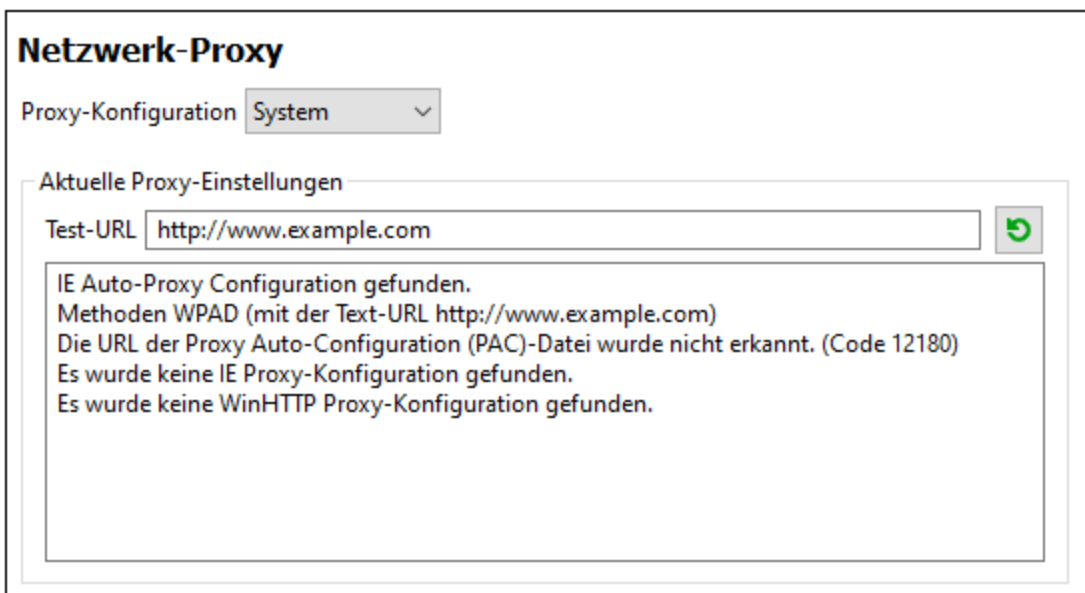 Netzwerk-Proxy
Proxy-Konfiguration System
Aktuelle Proxy-Einstellungen
Test-URL http://www.example.com
IE Auto-Proxy Configuration gefunden.
Methoden WPAD (mit der Text-URL http://www.example.com)
Die URL der Proxy Auto-Configuration (PAC)-Datei wurde nicht erkannt. (Code 12180)
Es wurde keine IE Proxy-Konfiguration gefunden.
Es wurde keine WinHTTP Proxy-Konfiguration gefunden.